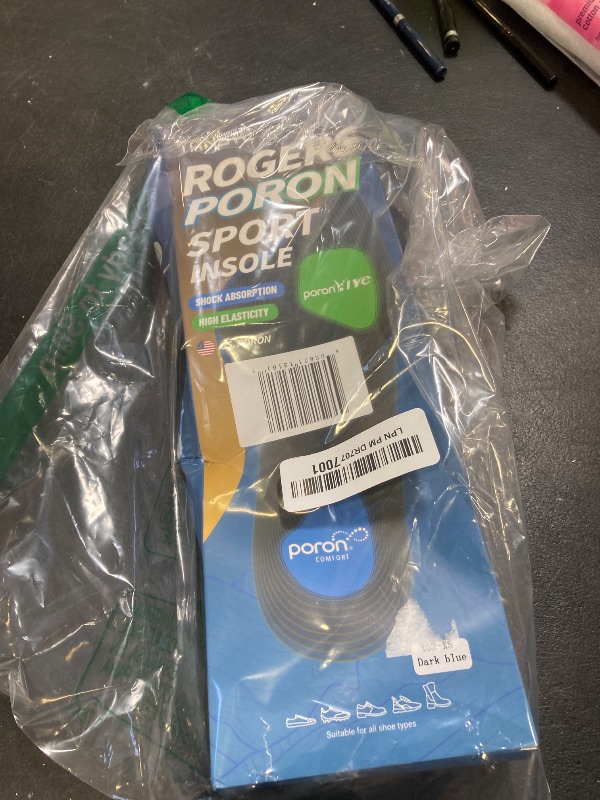 ROGERS
PORON
SPORT
INSOLE
SHOCK ABSORPTION
HIGH ELASTICITY
PORON
poronXive
LPN PM DR707 7001
poron
COMFORT
Dark blue
Suitable for all shoe types